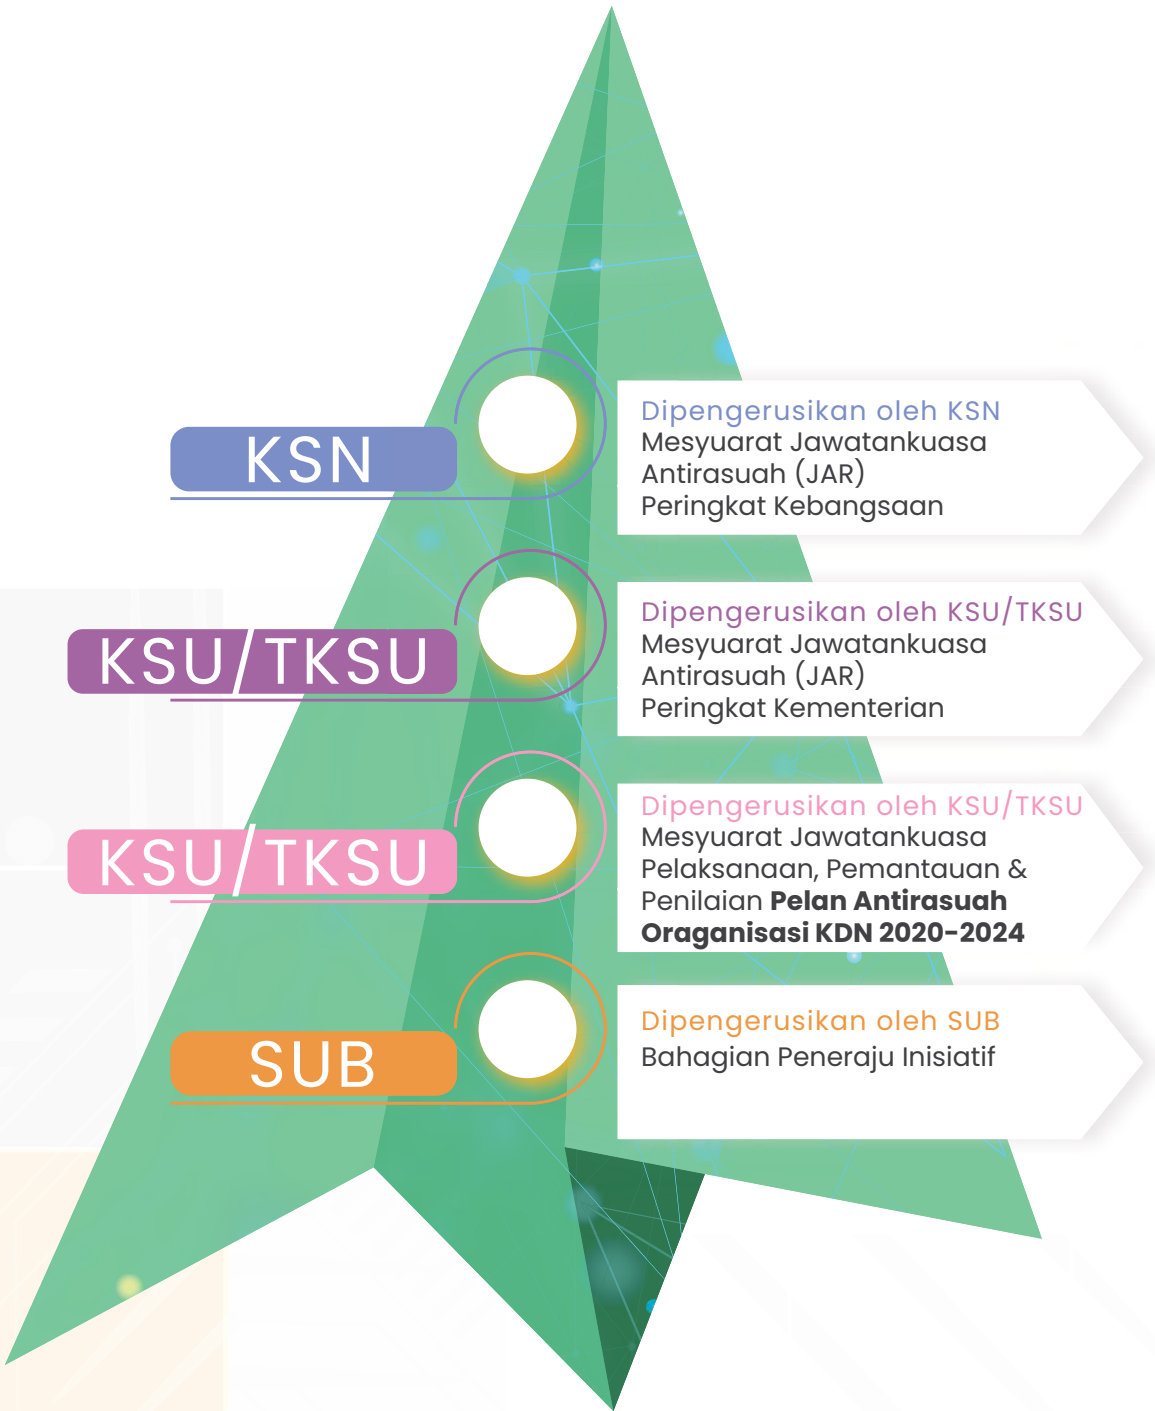 KSN
Dipengerusikan oleh KSN
Mesyuarat Jawatankuasa
Antirasuah (JAR)
Peringkat Kebangsaan
KSU/TKSU
Dipengerusikan oleh KSU/TKSU
Mesyuarat Jawatankuasa
Antirasuah (JAR)
Peringkat Kementerian
KSU/TKSU
Dipengerusikan oleh KSU/TKSU
Mesyuarat Jawatankuasa
Pelaksanaan, Pemantauan &
Penilaian Pelan Antirasuah
Oraganisasi KDN 2020-2024
SUB
Dipengerusikan oleh SUB
Bahagian Peneraju Inisiatif